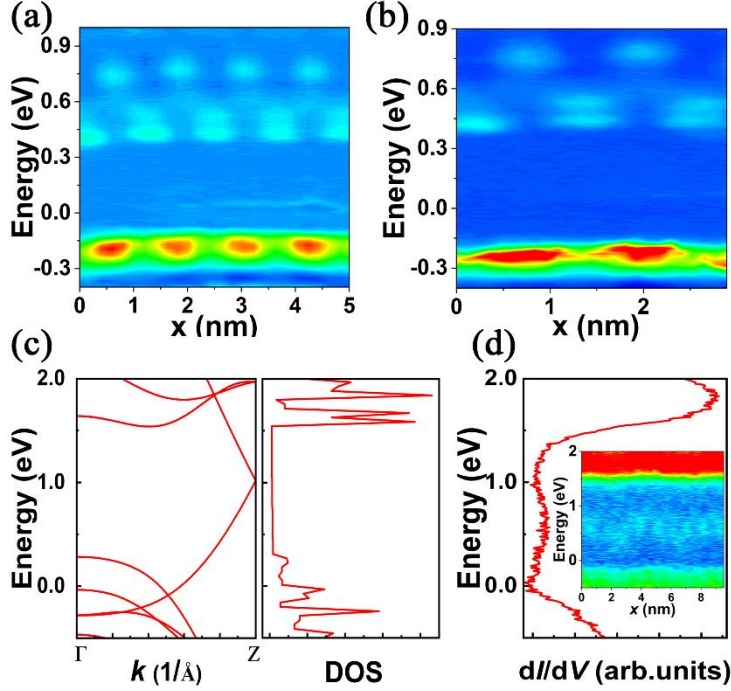 (a)
(b)
Energy (eV)
0.9
0.6
0.3
0.0
-0.3
0 1 2 3 4 5
x (nm)
Energy (eV)
0.9
0.6
0.3
0.0
-0.3
0 1 2
x (nm)
(c)
(d)
Energy (eV)
2.0
1.0
0.0
Γ Z
k (1/Å)
DOS
Energy (eV)
2.0
1.0
0.0
dI/dV (arb.units)
Energy (eV)
2
1
0
0 2 4 6 8
x (nm)